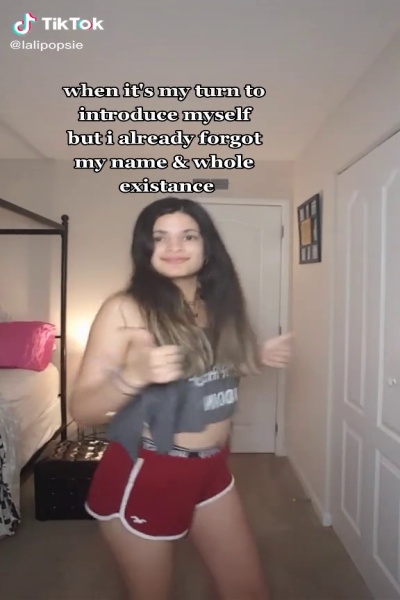 TikTok
@lalipopsie
when it's my turn to
introduce myself
but i already forgot
my name & whole
existance